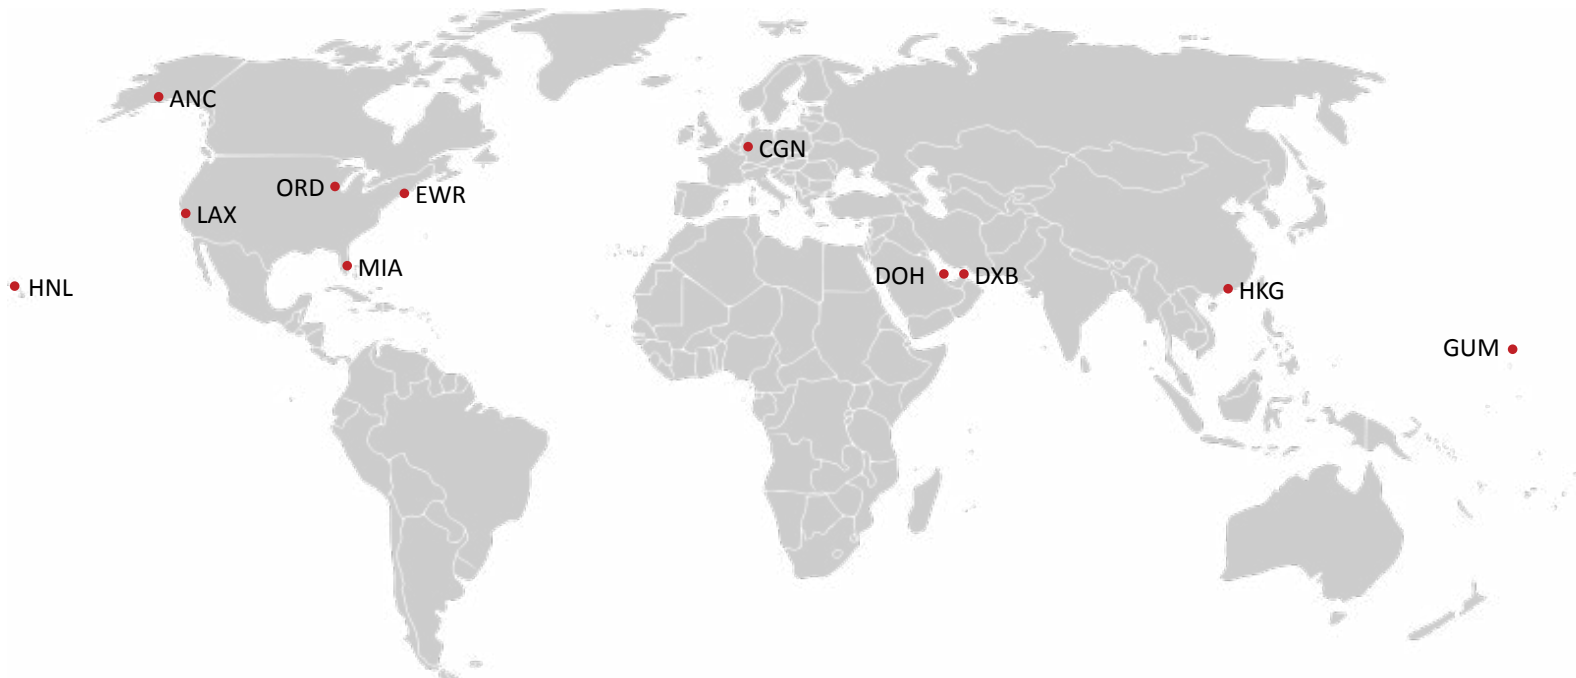 ANC
CGN
ORD
EWR
LAX
MIA
DOH
DXB
HNL
HKG
GUM